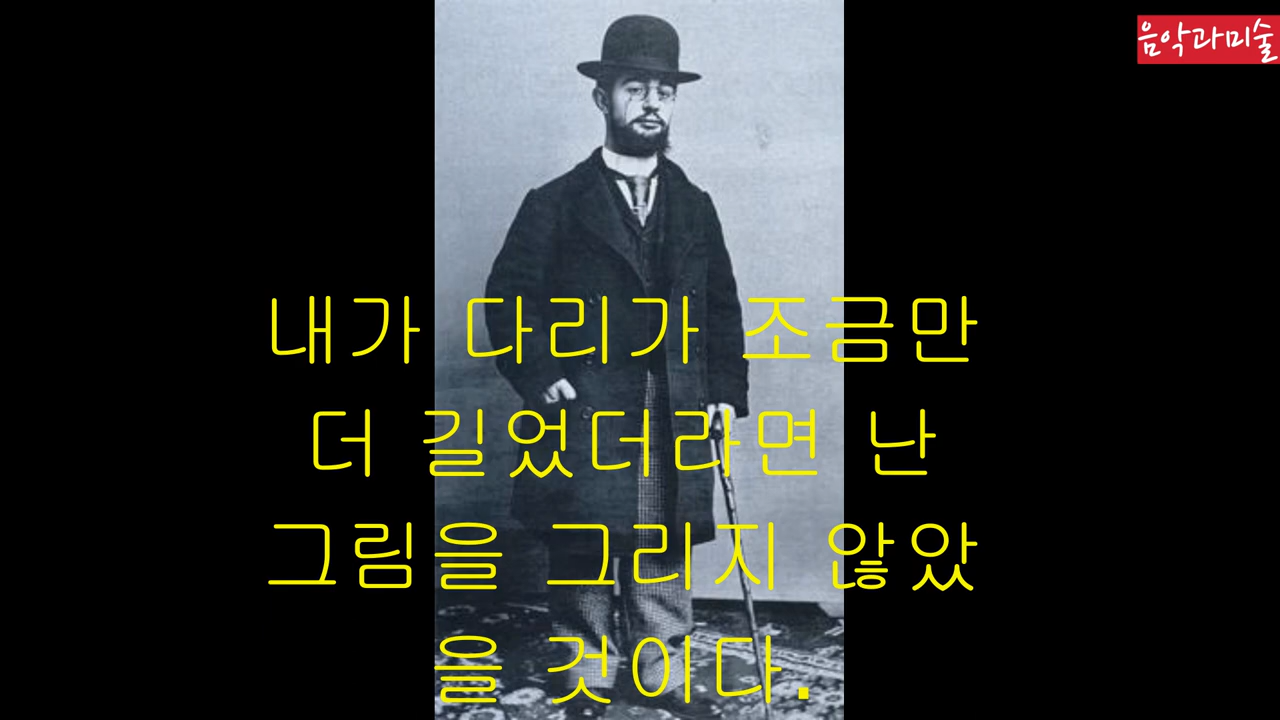 음악과미술
내가 다리가 조금만
더 길었더라면 난
그림을 그리지 않았
을 것이다.